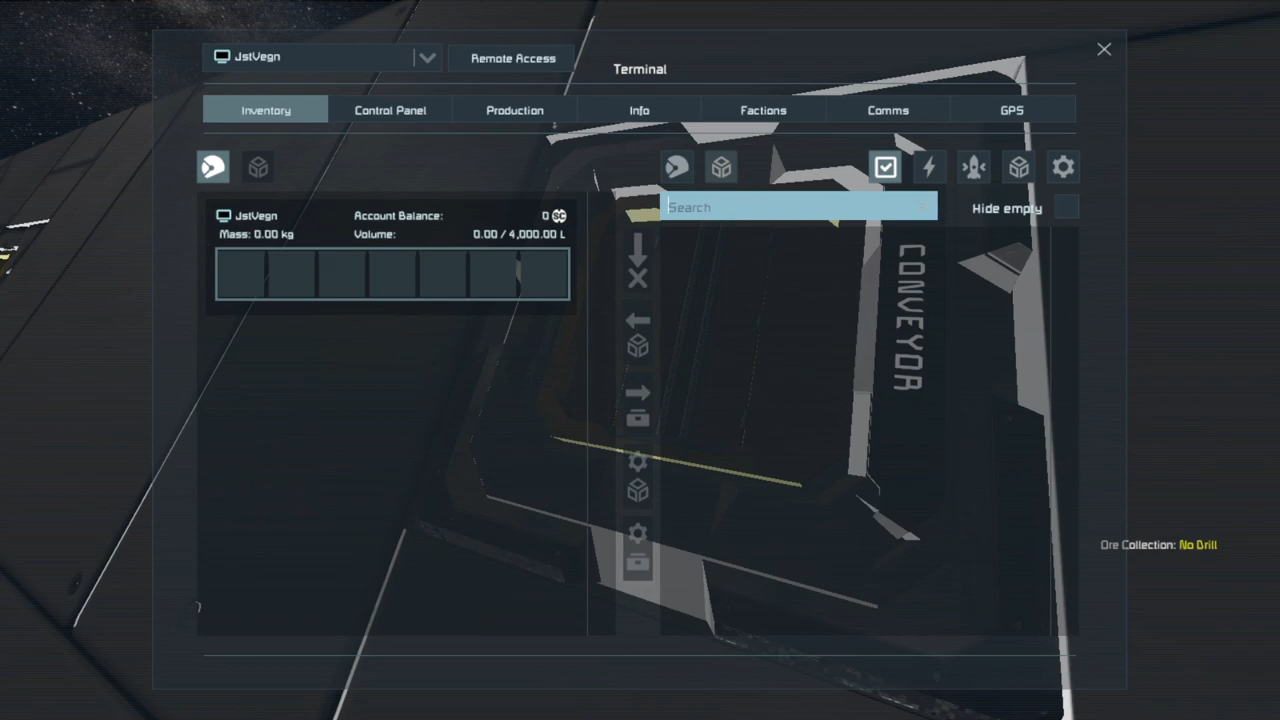 JstVegn
Remote Access
Terminal
Inventory
Control Panel
Production
Info
Factions
Comms
GPS
JstVegn
Account Balance:
0 SC
Mass: 0.00 kg
Volume:
0.00 / 4,000.00 L
Search
Hide empty
CONVEYOR
Ore Collection: No Drill